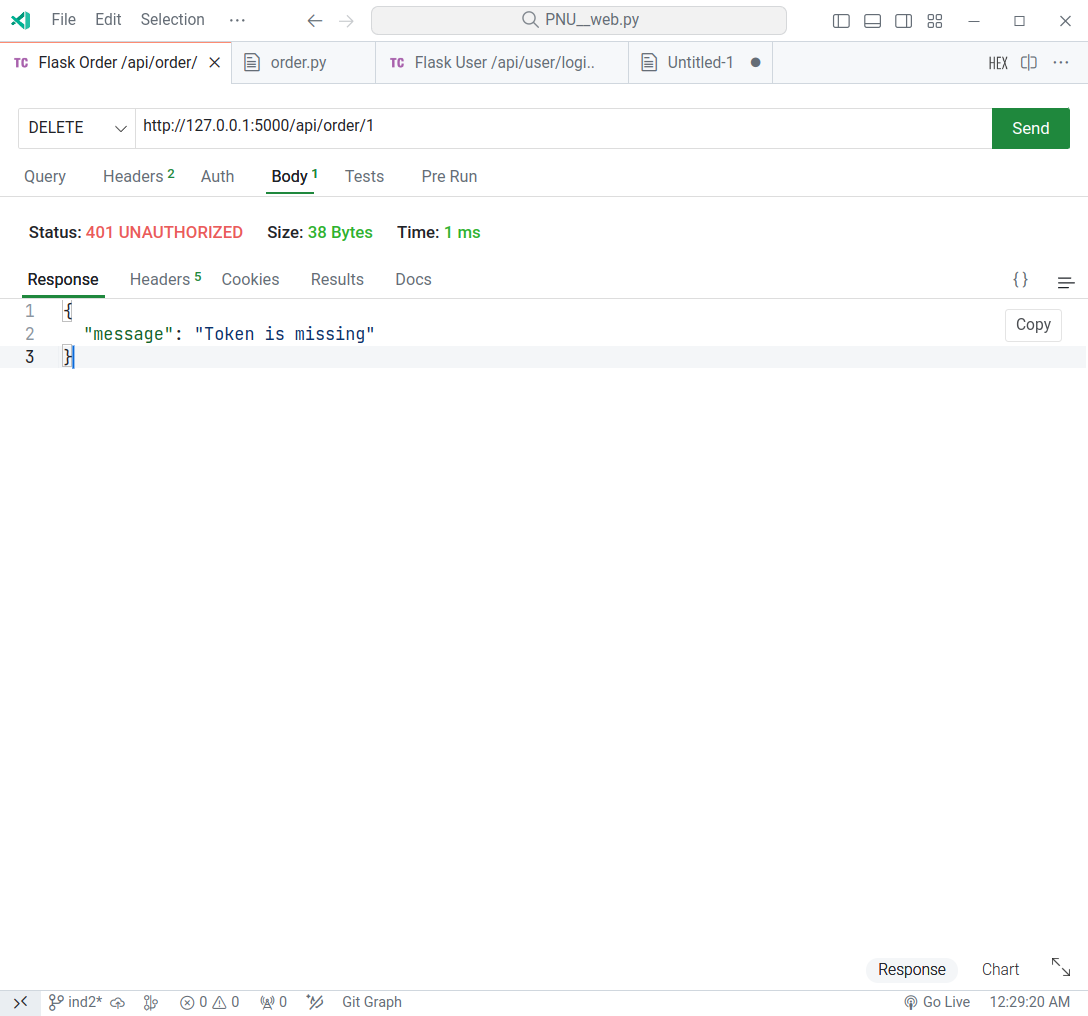 File Edit Selection ··· PNU__web.py
TC Flask Order /api/order/ order.py TC Flask User /api/user/logi.. Untitled-1 HEX ···
DELETE http://127.0.0.1:5000/api/order/1 Send
Query Headers 2 Auth Body 1 Tests Pre Run
Status: 401 UNAUTHORIZED Size: 38 Bytes Time: 1 ms
Response Headers 5 Cookies Results Docs {}
1 {
2 "message": "Token is missing"
Copy
3 }
Response Chart
ind2* 0 0 0 Git Graph Go Live 12:29:20 AM